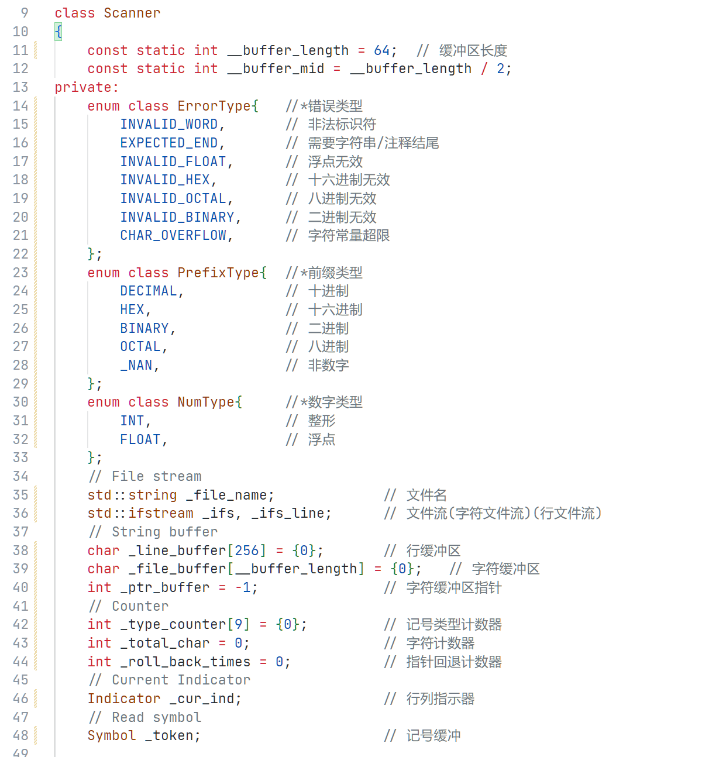 9 class Scanner
10 {
11     const static int __buffer_length = 64;  // 缓冲区长度
12     const static int __buffer_mid = __buffer_length / 2;
13 private:
14     enum class ErrorType{   //*错误类型
15         INVALID_WORD,       // 非法标识符
16         EXPECTED_END,       // 需要字符串/注释结尾
17         INVALID_FLOAT,      // 浮点无效
18         INVALID_HEX,        // 十六进制无效
19         INVALID_OCTAL,      // 八进制无效
20         INVALID_BINARY,     // 二进制无效
21         CHAR_OVERFLOW,      // 字符常量超限
22     };
23     enum class PrefixType{  //*前缀类型
24         DECIMAL,            // 十进制
25         HEX,                // 十六进制
26         BINARY,             // 二进制
27         OCTAL,              // 八进制
28         _NAN,               // 非数字
29     };
30     enum class NumType{     //*数字类型
31         INT,                // 整形
32         FLOAT,              // 浮点
33     };
34     // File stream
35     std::string _file_name;             // 文件名
36     std::ifstream _ifs, _ifs_line;      // 文件流(字符文件流)(行文件流)
37     // String buffer
38     char _line_buffer[256] = {0};       // 行缓冲区
39     char _file_buffer[__buffer_length] = {0};   // 字符缓冲区
40     int _ptr_buffer = -1;               // 字符缓冲区指针
41     // Counter
42     int _type_counter[9] = {0};         // 记号类型计数器
43     int _total_char = 0;                // 字符计数器
44     int _roll_back_times = 0;           // 指针回退计数器
45     // Current Indicator
46     Indicator _cur_ind;                 // 行列指示器
47     // Read symbol
48     Symbol _token;                      // 记号缓冲
49